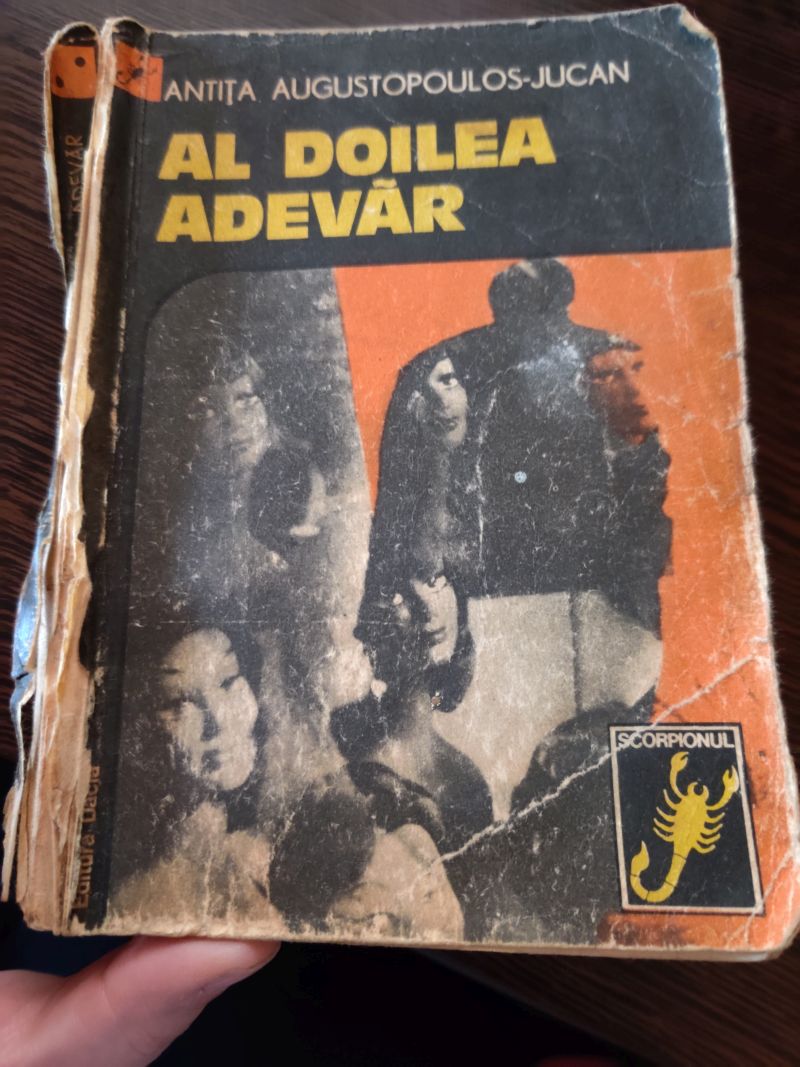 ANTIȚA AUGUSTOPOULOS-JUCAN
AL DOILEA
ADEVĂR
SCORPIONUL
Editura Dacia
ADEVĂR